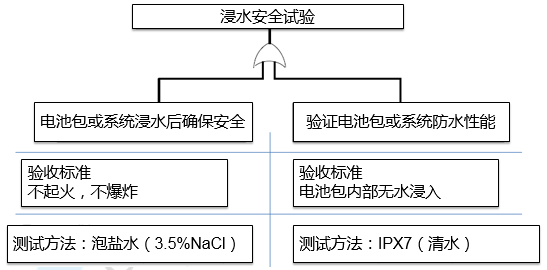 浸水安全试验
电池包或系统浸水后确保安全
验证电池包或系统防水性能
验收标准
不起火，不爆炸
验收标准
电池包内部无水浸入
测试方法：泡盐水（3.5%NaCl）
测试方法：IPX7（清水）